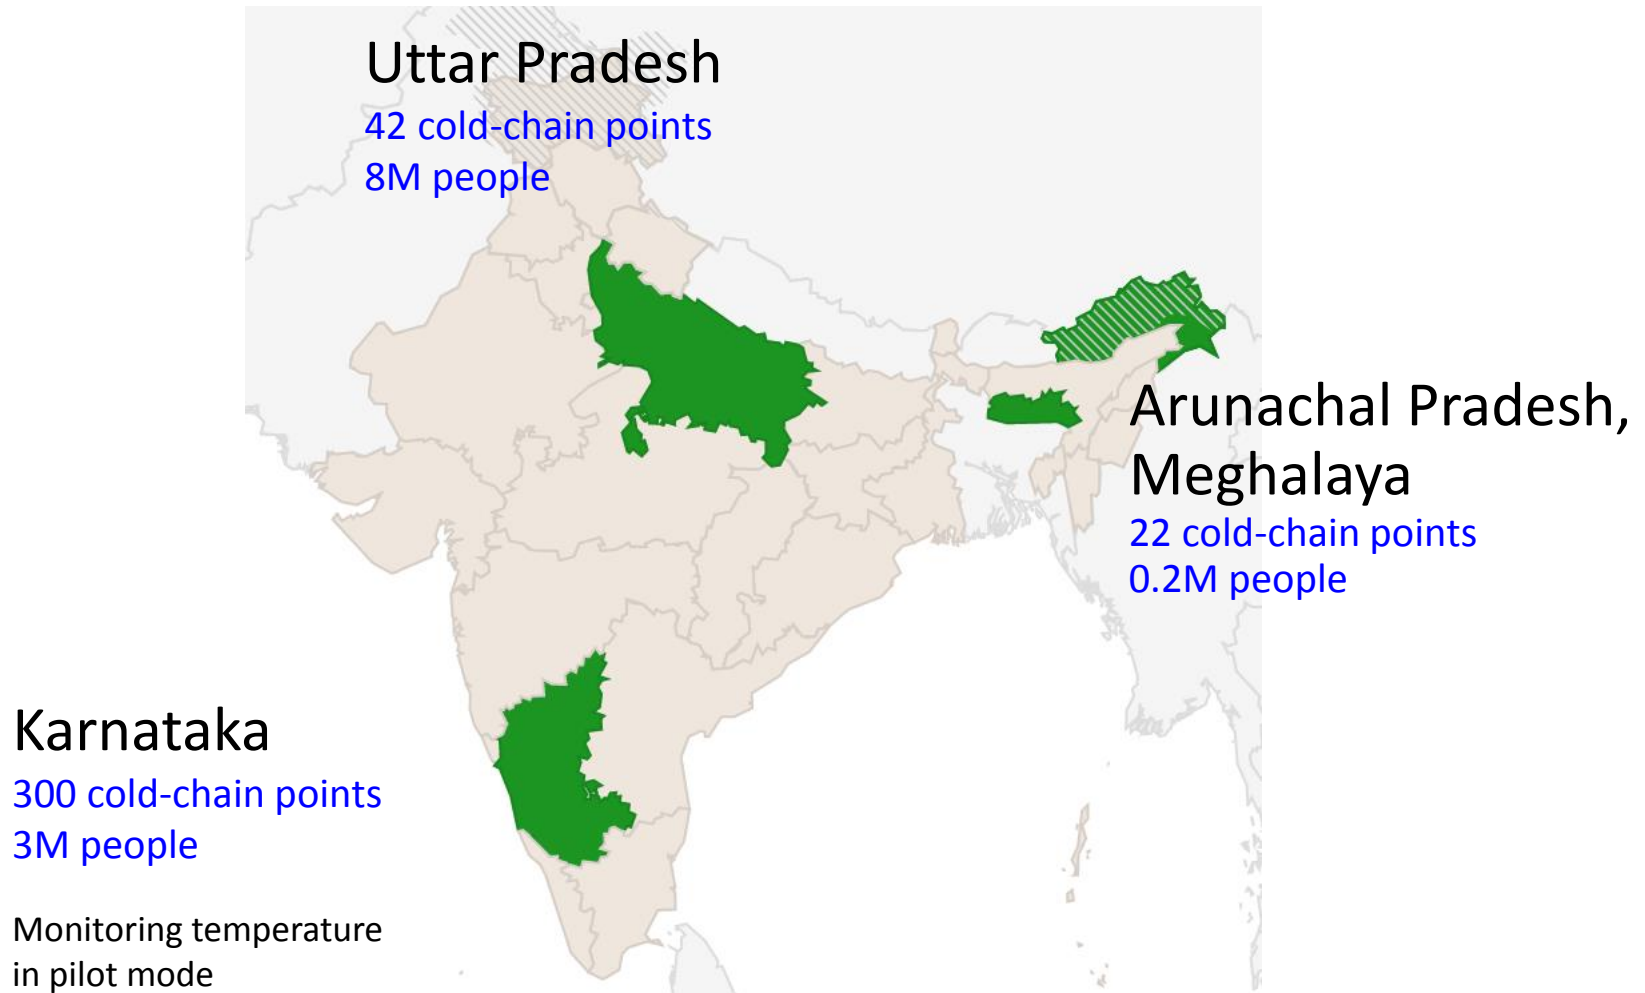 Uttar Pradesh
42 cold-chain points
8M people
Arunachal Pradesh,
Meghalaya
22 cold-chain points
0.2M people
Karnataka
300 cold-chain points
3M people
Monitoring temperature
in pilot mode